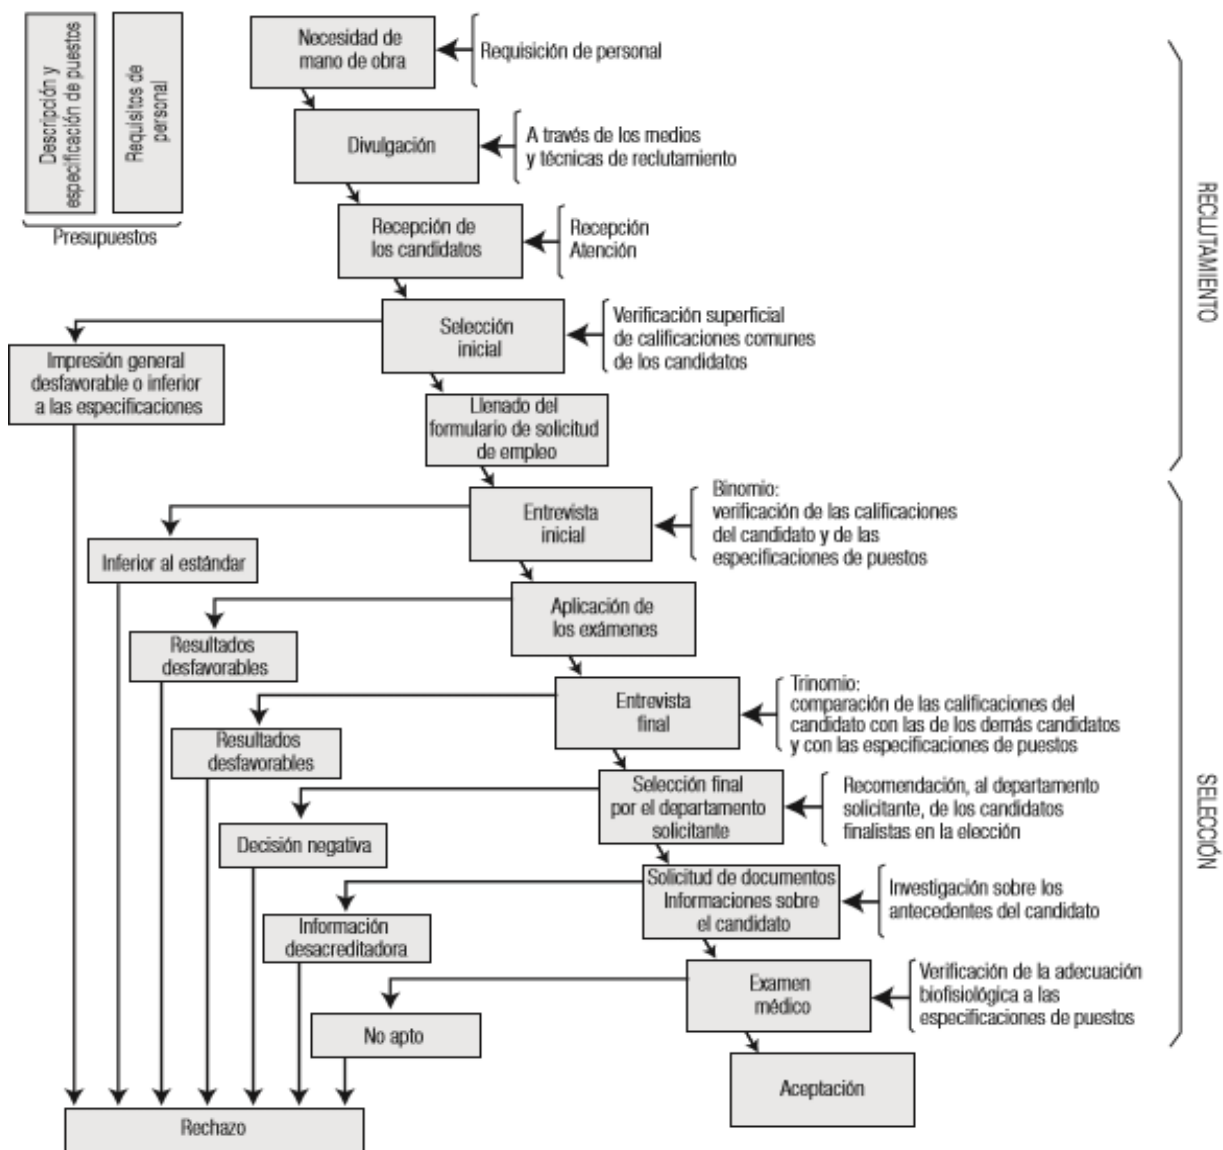 Descripción y
especificación de puestos
Requisitos de
personal
Presupuestos
Necesidad de
mano de obra
Requisición de personal
Divulgación
A través de los medios
y técnicas de reclutamiento
Recepción de
los candidatos
Recepción
Atención
Selección
inicial
Verificación superficial
de calificaciones comunes
de los candidatos
Impresión general
desfavorable o inferior
a las especificaciones
Llenado del
formulario de solicitud
de empleo
RECLUTAMIENTO
Entrevista
inicial
Binomio:
verificación de las calificaciones
del candidato y de las
especificaciones de puestos
Inferior al estándar
Aplicación de
los exámenes
Resultados
desfavorables
Entrevista
final
Trinomio:
comparación de las calificaciones del
candidato con las de los demás candidatos
y con las especificaciones de puestos
Resultados
desfavorables
Selección final
por el departamento
solicitante
Recomendación, al departamento
solicitante, de los candidatos
finalistas en la elección
Decisión negativa
Solicitud de documentos
Informaciones sobre
el candidato
Investigación sobre los
antecedentes del candidato
Información
desacreditadora
Examen
médico
Verificación de la adecuación
biofisiológica a las
especificaciones de puestos
No apto
SELECCIÓN
Aceptación
Rechazo